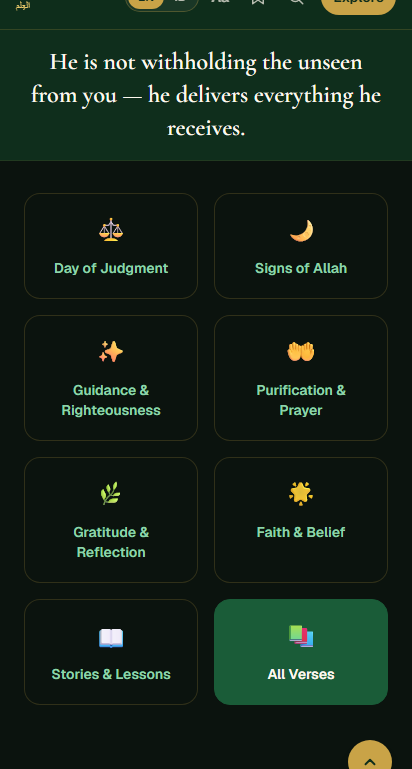 He is not withholding the unseen
from you — he delivers everything he
receives.
Day of Judgment
Signs of Allah
Guidance &
Righteousness
Purification &
Prayer
Gratitude &
Reflection
Faith & Belief
Stories & Lessons
All Verses